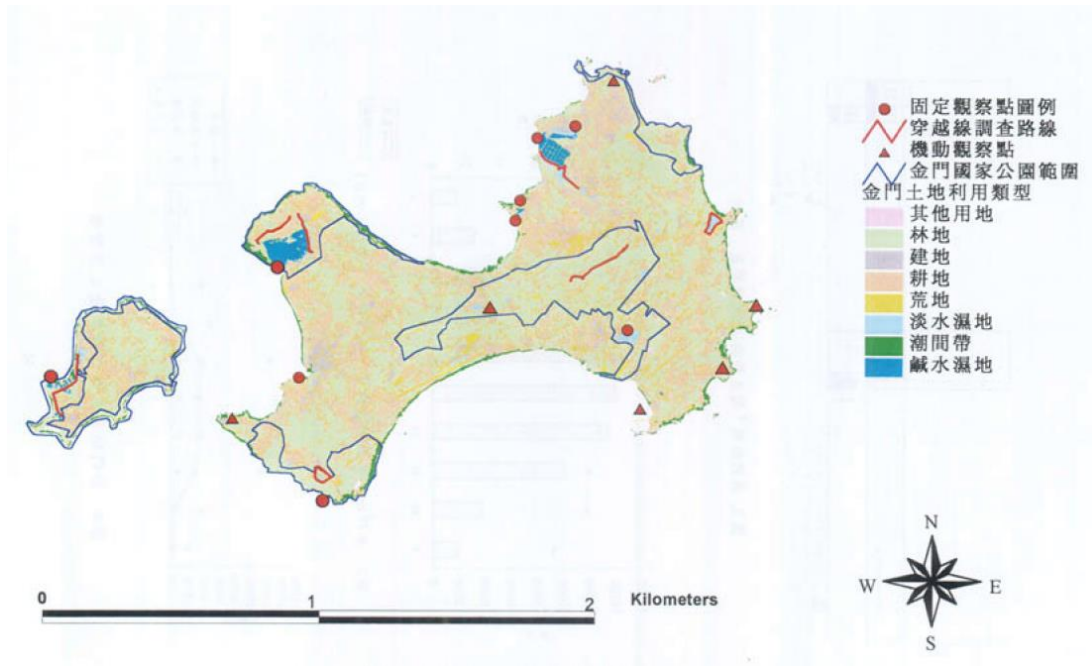 固定觀察點圖例
穿越線調查路線
機動觀察點
金門國家公園範圍
金門土地利用類型
其他用地
林地
建地
耕地
荒地
淡水濕地
潮間帶
鹹水濕地
N
W E
S
0 1 2 Kilometers